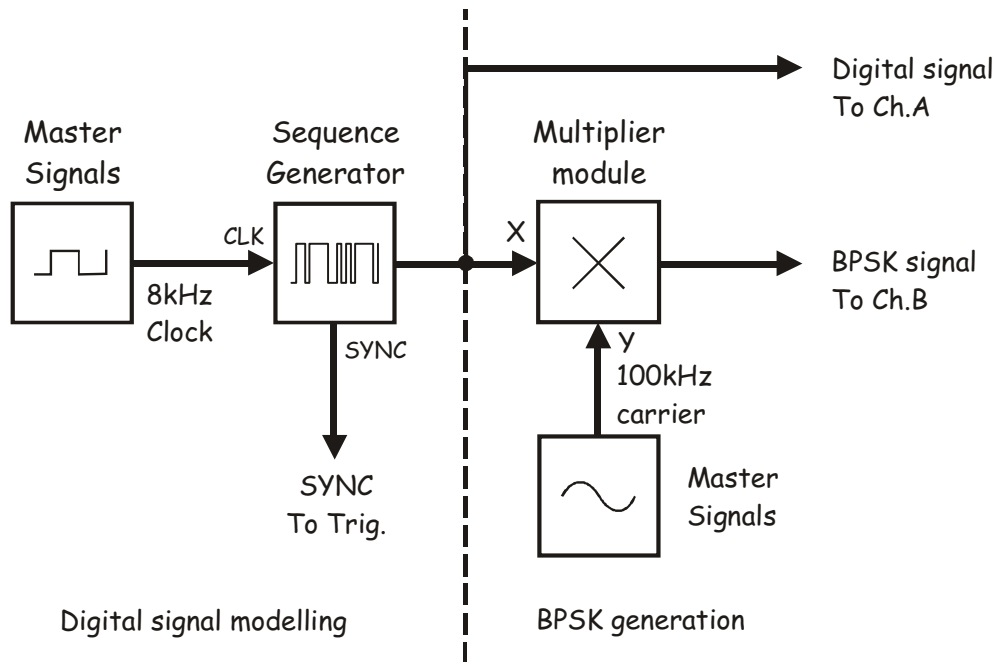 Digital signal
To Ch.A
Master
Signals
Sequence
Generator
Multiplier
module
CLK
X
8kHz
Clock
BPSK signal
To Ch.B
SYNC
Y
100kHz
carrier
SYNC
To Trig.
Master
Signals
Digital signal modelling
BPSK generation